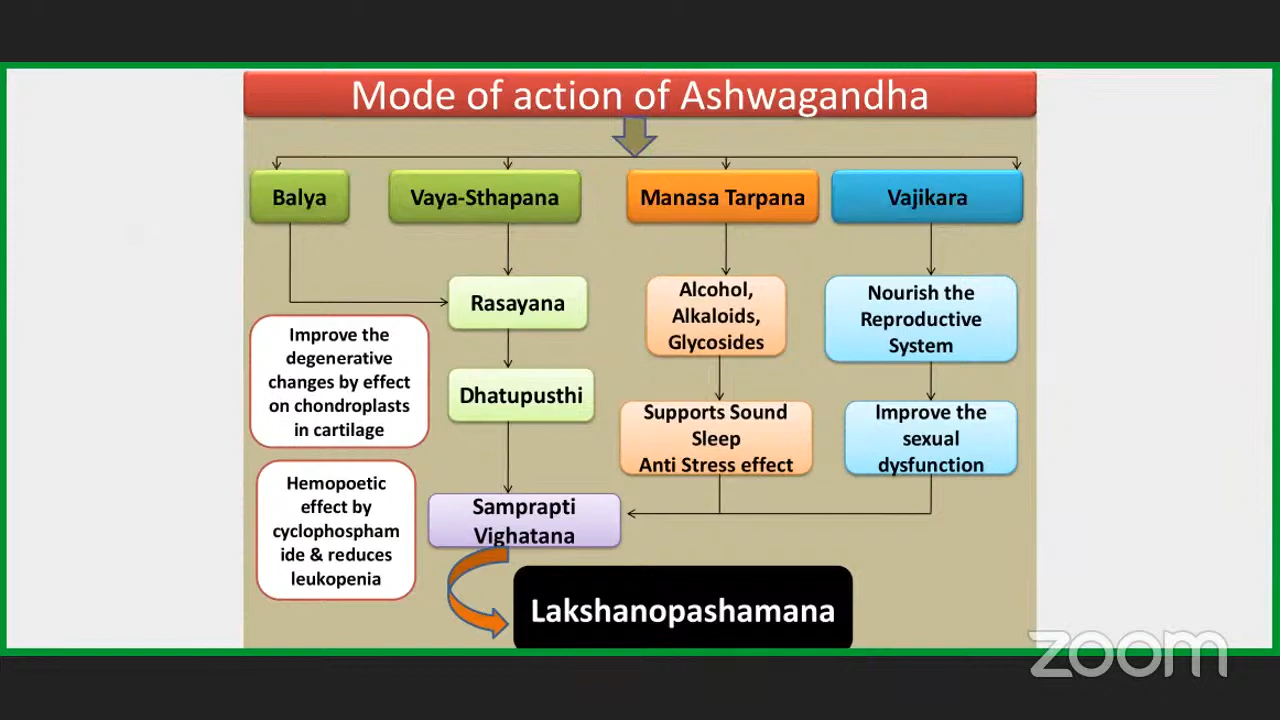 Mode of action of Ashwagandha
Balya
Vaya-Sthapana
Manasa Tarpana
Vajikara
Rasayana
Alcohol,
Alkaloids,
Glycosides
Nourish the
Reproductive
System
Improve the
degenerative
changes by effect
on chondroplasts
in cartilage
Dhatupusthi
Supports Sound
Sleep
Anti Stress effect
Improve the
sexual
dysfunction
Hemopoetic
effect by
cyclophospham
ide & reduces
leukopenia
Samprapti
Vighatana
Lakshanopashamana
zoom